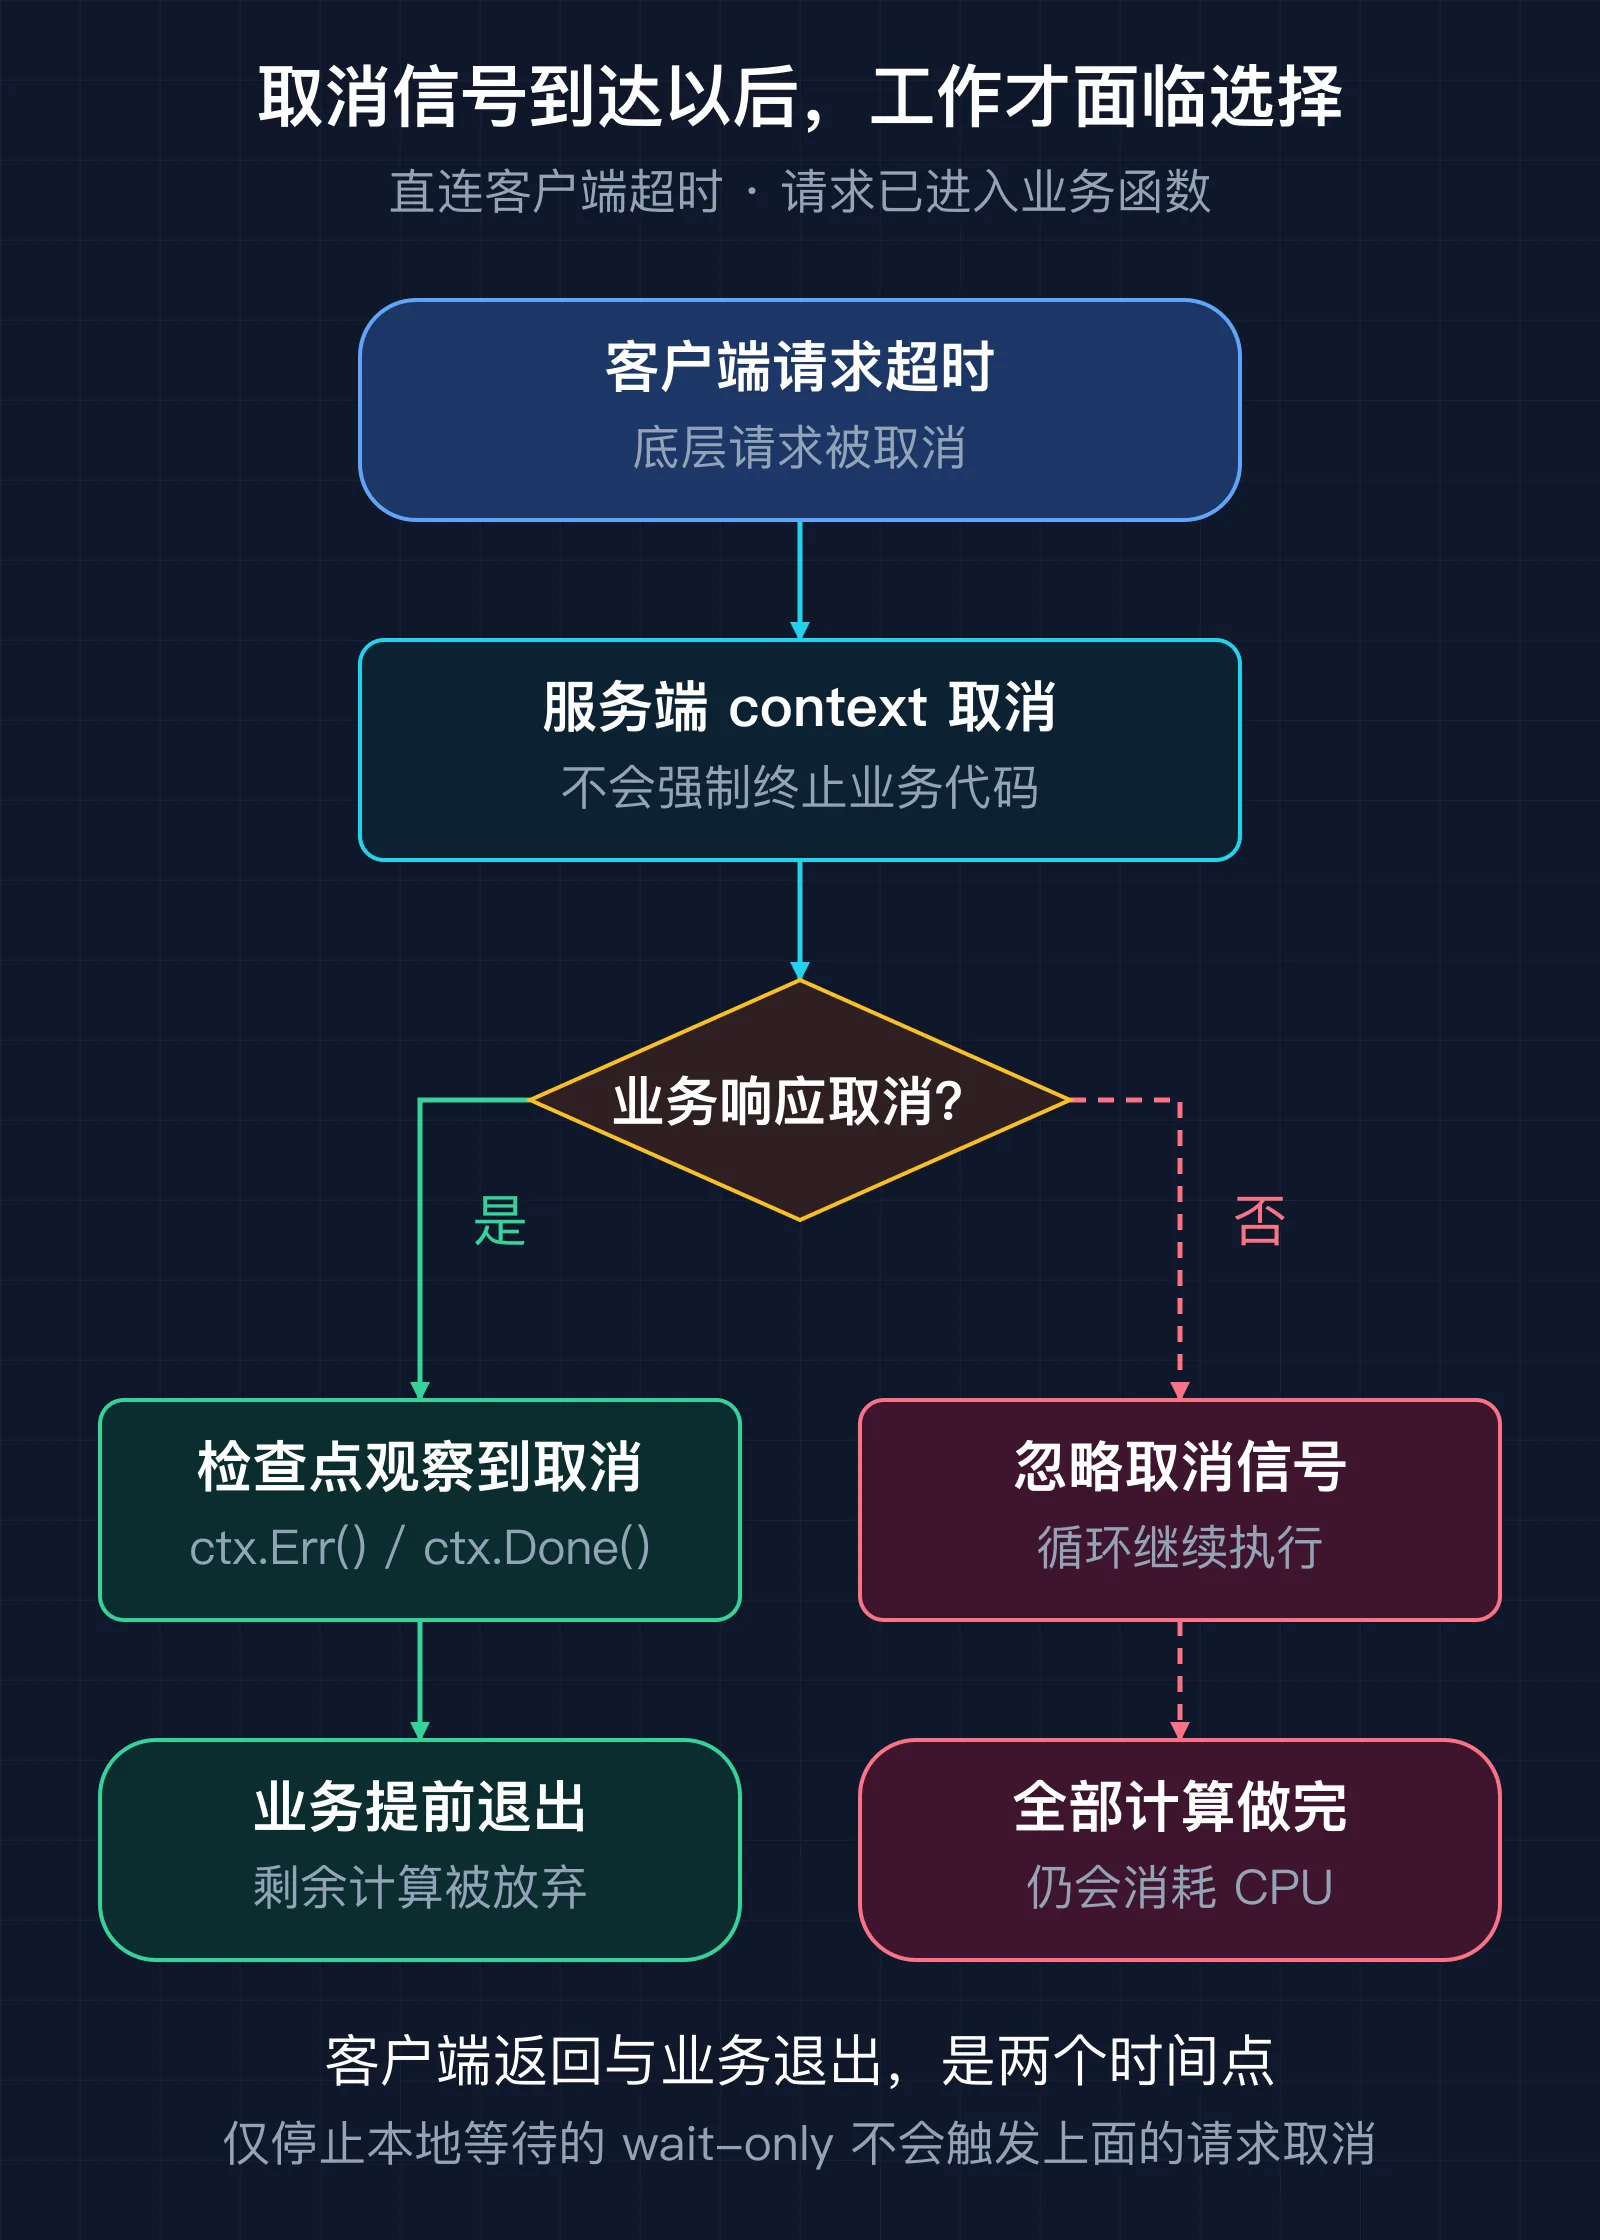 取消信号到达以后，工作才面临选择
直连客户端超时 · 请求已进入业务函数
客户端请求超时
底层请求被取消
服务端 context 取消
不会强制终止业务代码
业务响应取消？
是
否
检查点观察到取消
ctx.Err() / ctx.Done()
忽略取消信号
循环继续执行
业务提前退出
剩余计算被放弃
全部计算做完
仍会消耗 CPU
客户端返回与业务退出，是两个时间点
仅停止本地等待的 wait-only 不会触发上面的请求取消